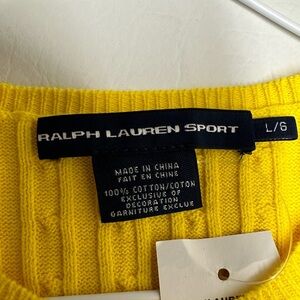 RALPH LAUREN SPORT
L/G
MADE IN CHINA
FAIT EN CHINE
100% COTTON/COTON
EXCLUSIVE OF
DECORATION
GARNITURE EXCLUE